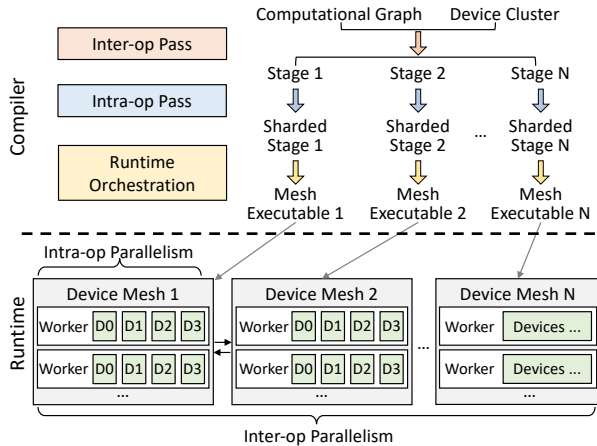 Computational Graph Device Cluster
Inter-op Pass
Stage 1 Stage 2 Stage N
Intra-op Pass
Sharded Sharded ... Sharded
Stage 1 Stage 2 Stage N
Runtime
Orchestration
Mesh Mesh Mesh
Executable 1 Executable 2 Executable N
Compiler
Intra-op Parallelism
Device Mesh 1 Device Mesh 2 Device Mesh N
Worker D0 D1 D2 D3 Worker D0 D1 D2 D3 Worker Devices ...
...
Worker D0 D1 D2 D3 Worker D0 D1 D2 D3 Worker Devices ...
... ... ...
Runtime
Inter-op Parallelism